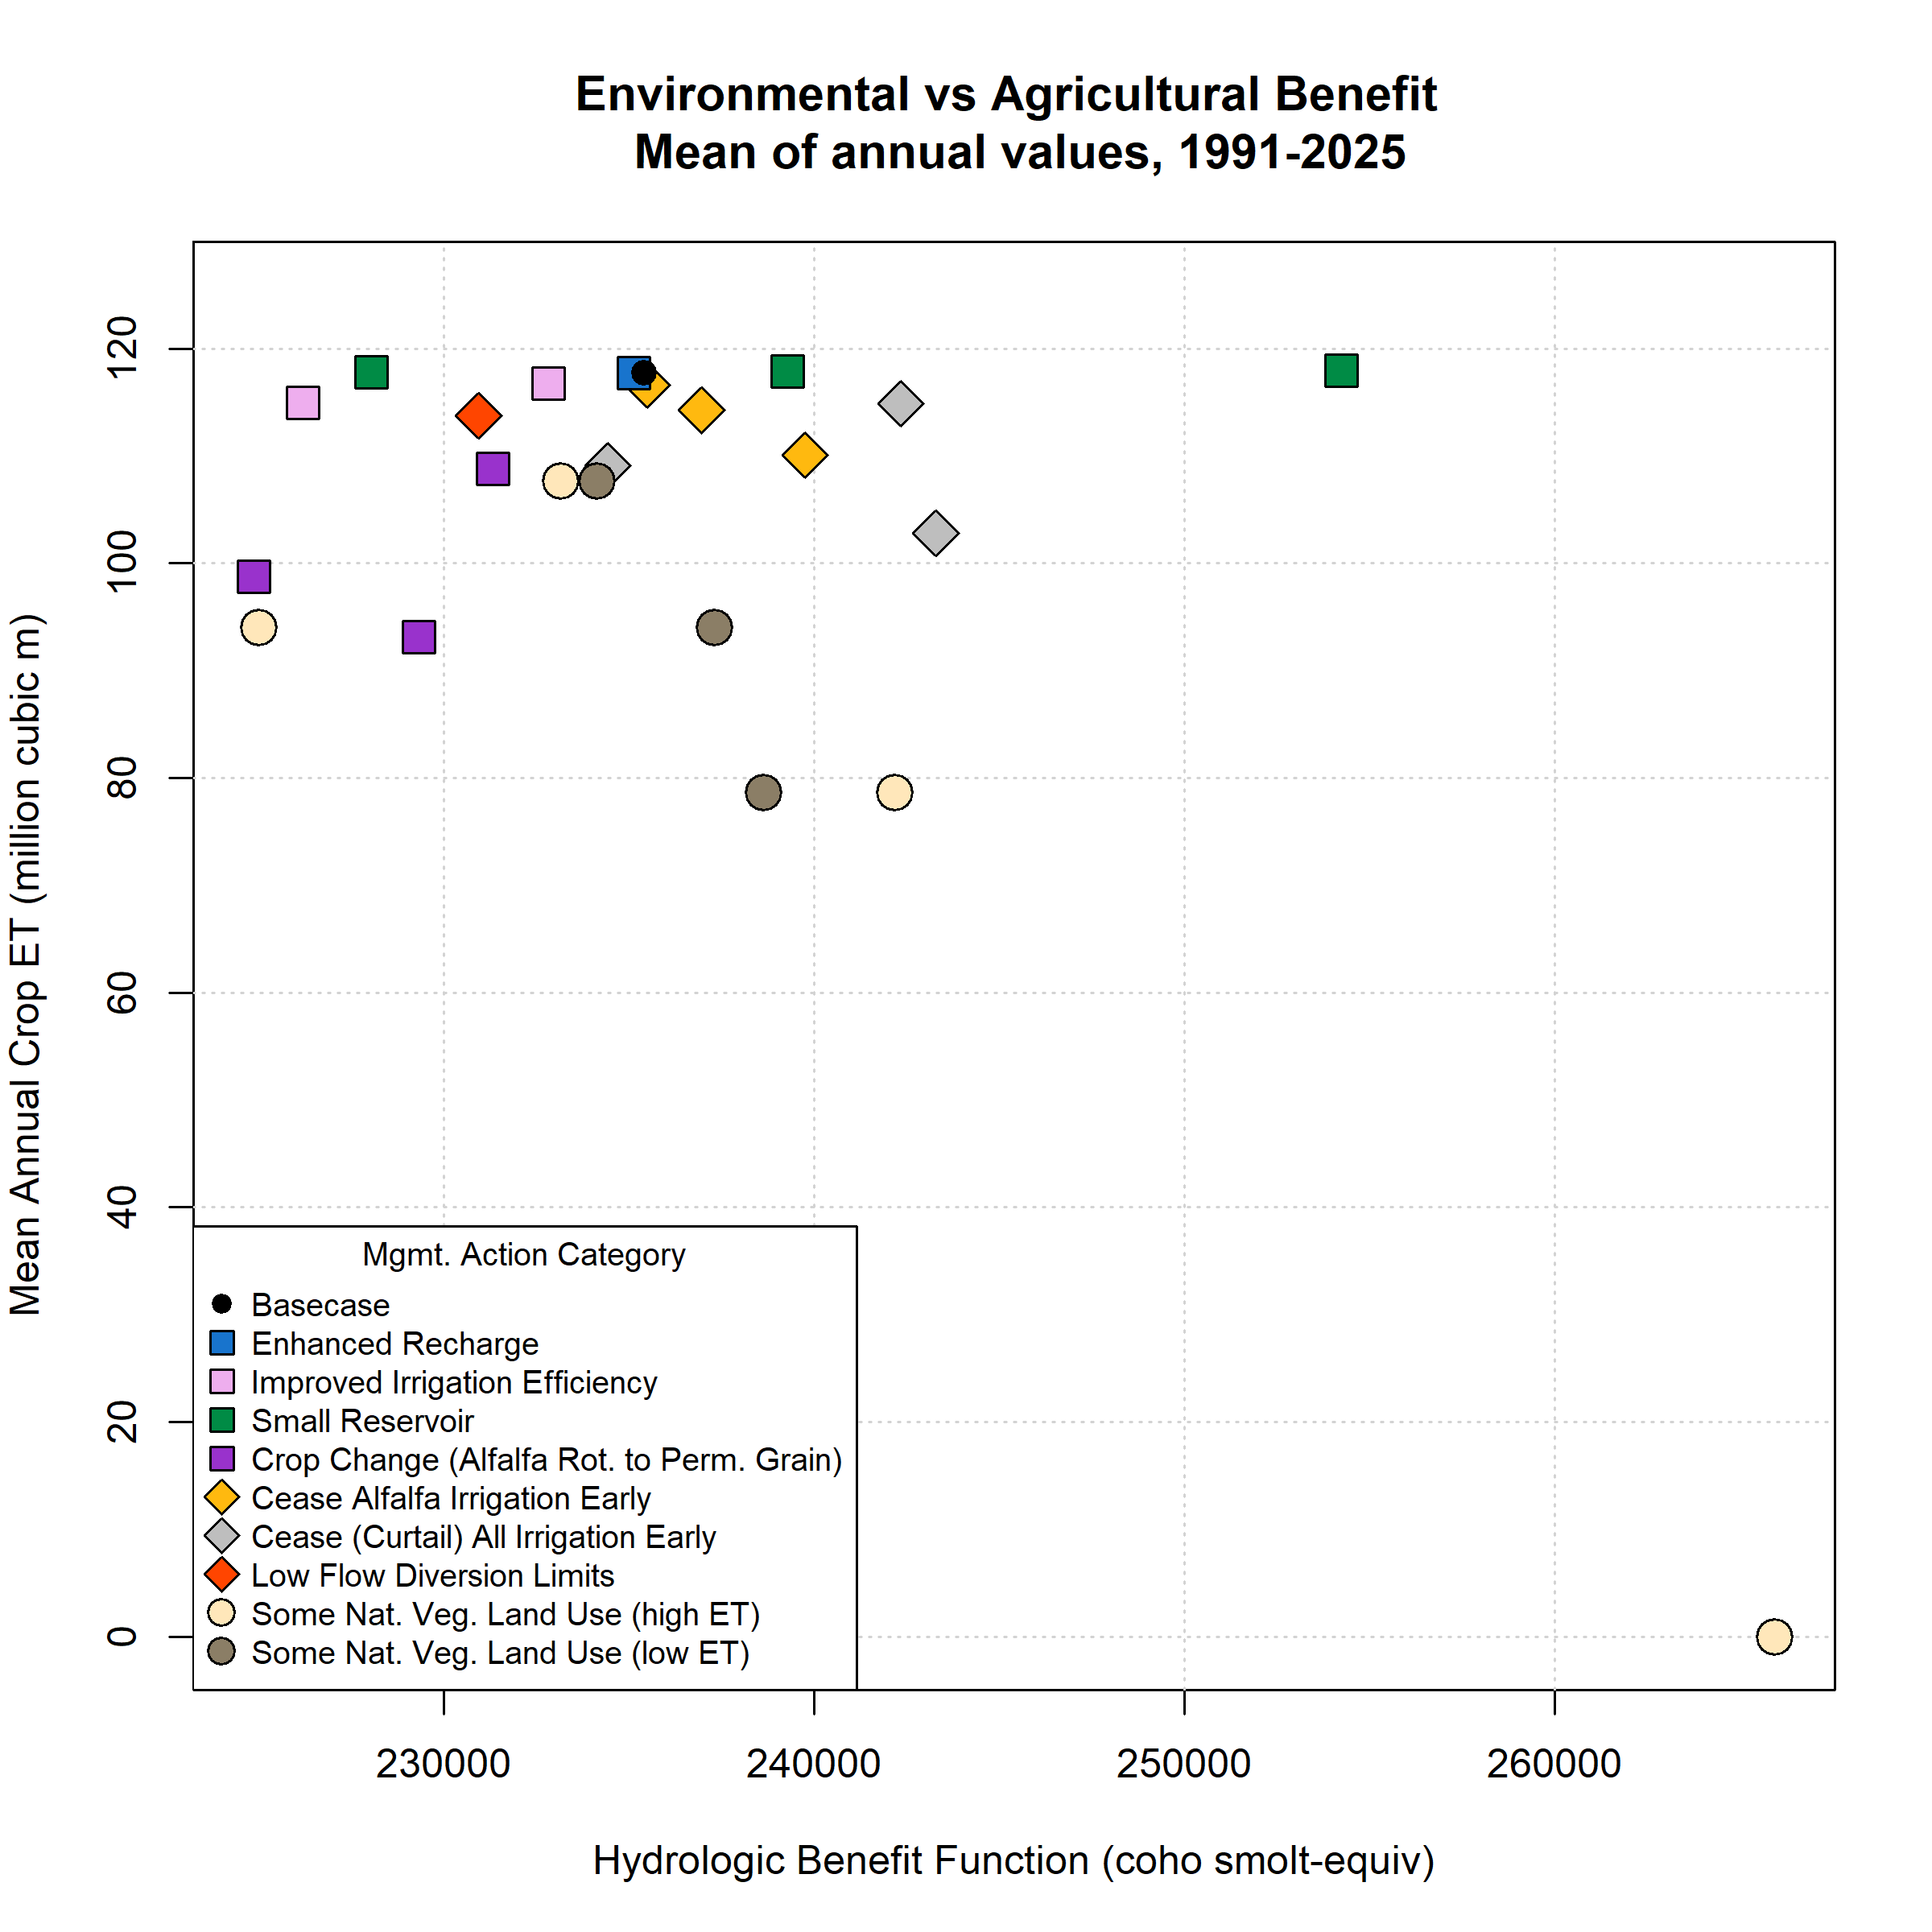 Environmental vs Agricultural Benefit
Mean of annual values, 1991-2025
Mean Annual Crop ET (million cubic m)
120
100
80
60
40
20
0
Mgmt. Action Category
Basecase
Enhanced Recharge
Improved Irrigation Efficiency
Small Reservoir
Crop Change (Alfalfa Rot. to Perm. Grain)
Cease Alfalfa Irrigation Early
Cease (Curtail) All Irrigation Early
Low Flow Diversion Limits
Some Nat. Veg. Land Use (high ET)
Some Nat. Veg. Land Use (low ET)
230000 240000 250000 260000
Hydrologic Benefit Function (coho smolt-equiv)